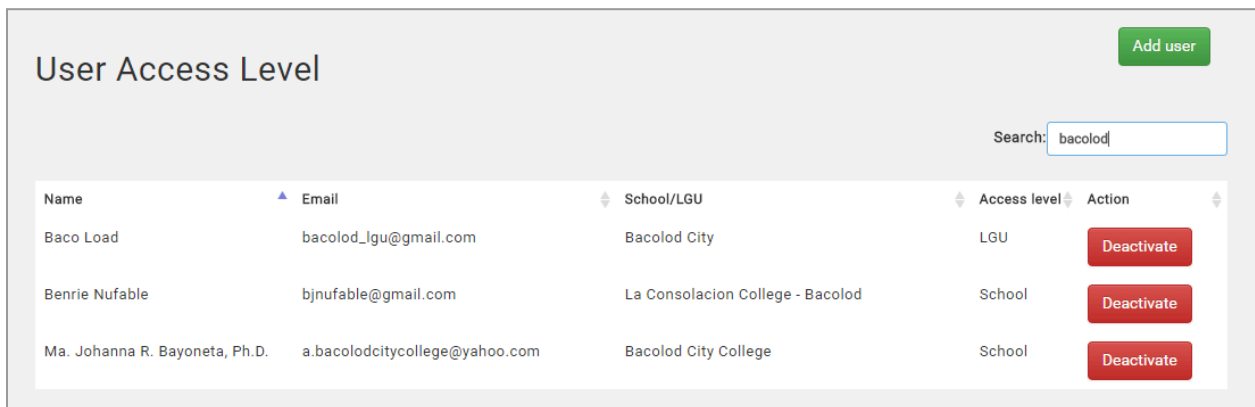 Add user
User Access Level
Search: bacolod
Name Email School/LGU Access level Action
Baco Load bacolod_lgu@gmail.com Bacolod City LGU Deactivate
Benrie Nufable bjnufable@gmail.com La Consolacion College - Bacolod School Deactivate
Ma. Johanna R. Bayoneta, Ph.D. a.bacolodcitycollege@yahoo.com Bacolod City College School Deactivate